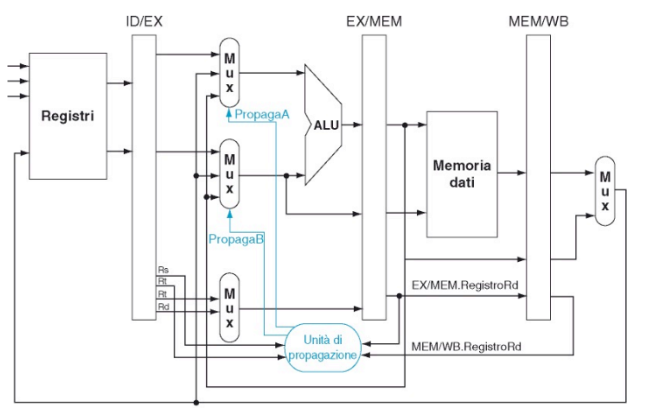 ID/EX
EX/MEM
MEM/WB
Mux
PropagaA
Registri
ALU
Mux
Memoria
dati
Mux
PropagaB
Rs
Rt
Rt
Rd
Mux
EX/MEM.RegistroRd
Unità di
propagazione
MEM/WB.RegistroRd